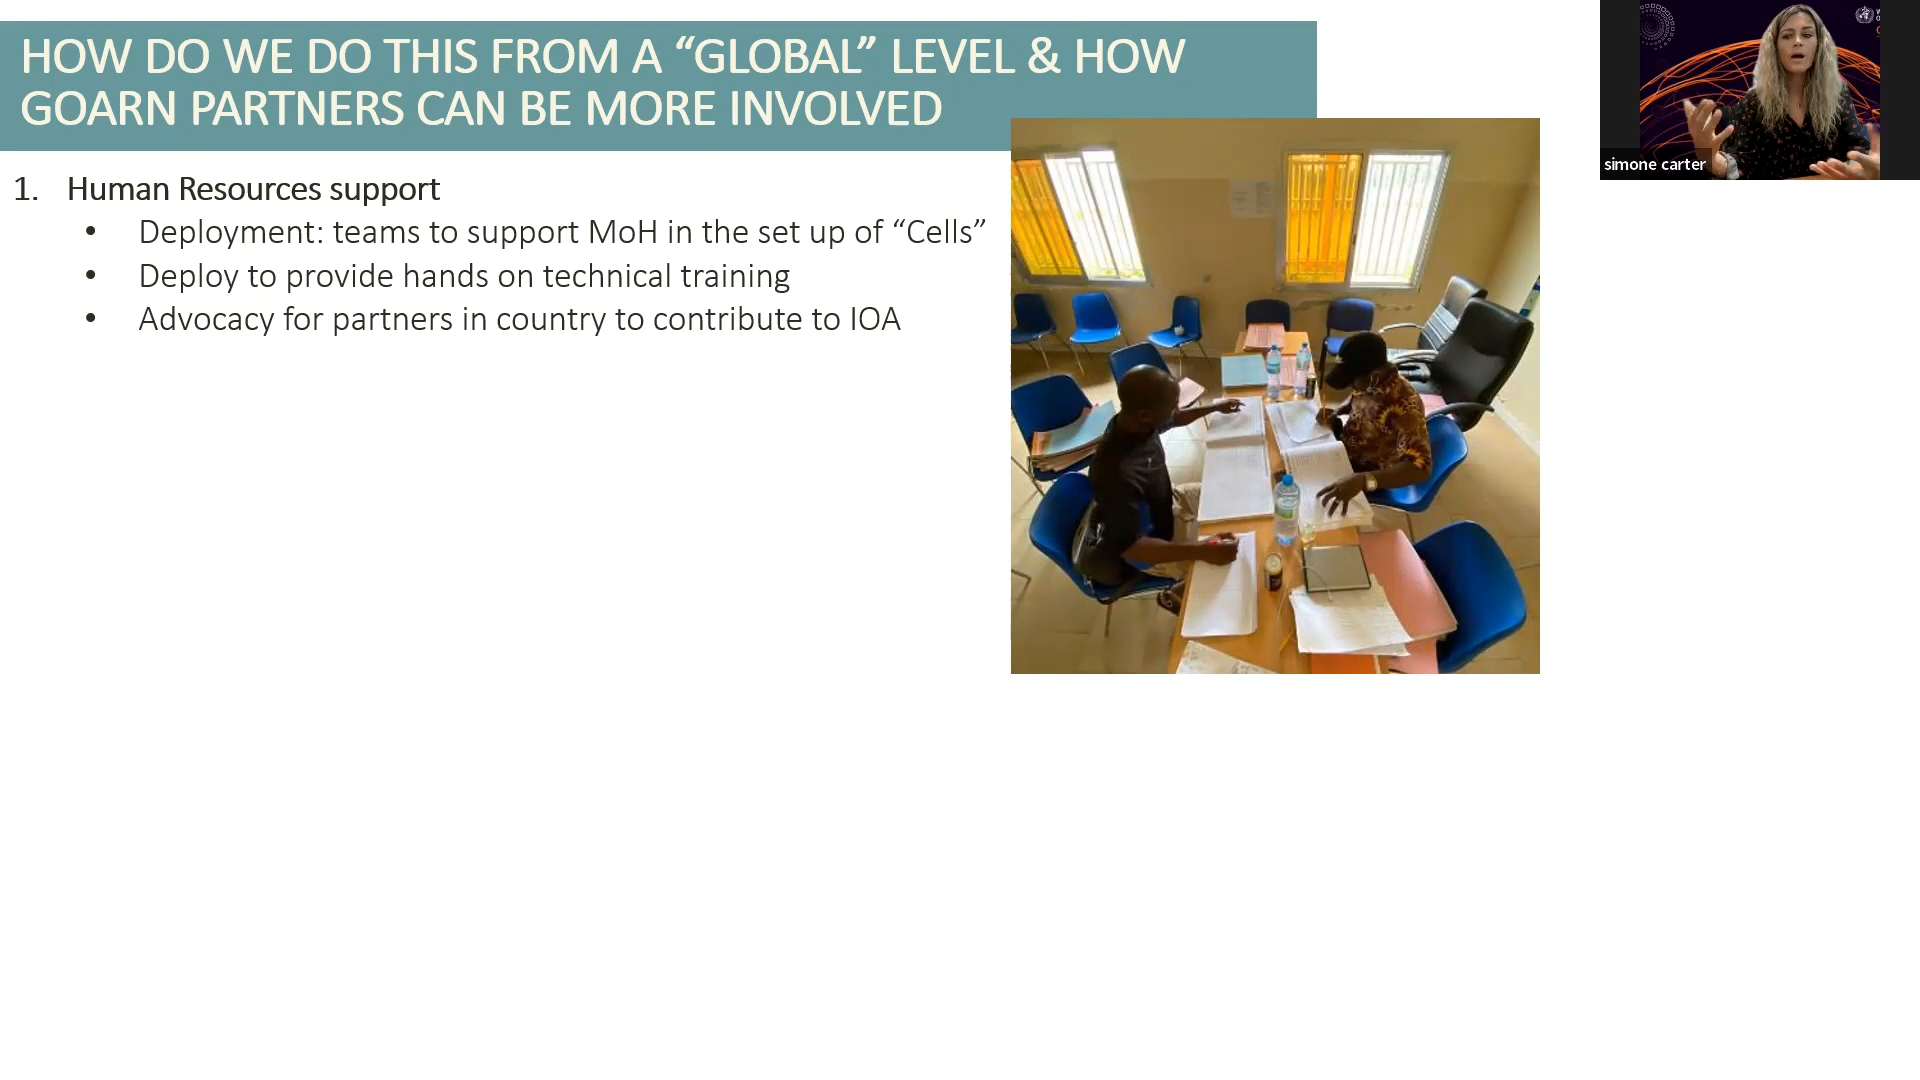 HOW DO WE DO THIS FROM A “GLOBAL” LEVEL & HOW
GOARN PARTNERS CAN BE MORE INVOLVED
1. Human Resources support
• Deployment: teams to support MoH in the set up of “Cells”
• Deploy to provide hands on technical training
• Advocacy for partners in country to contribute to IOA
simone carter